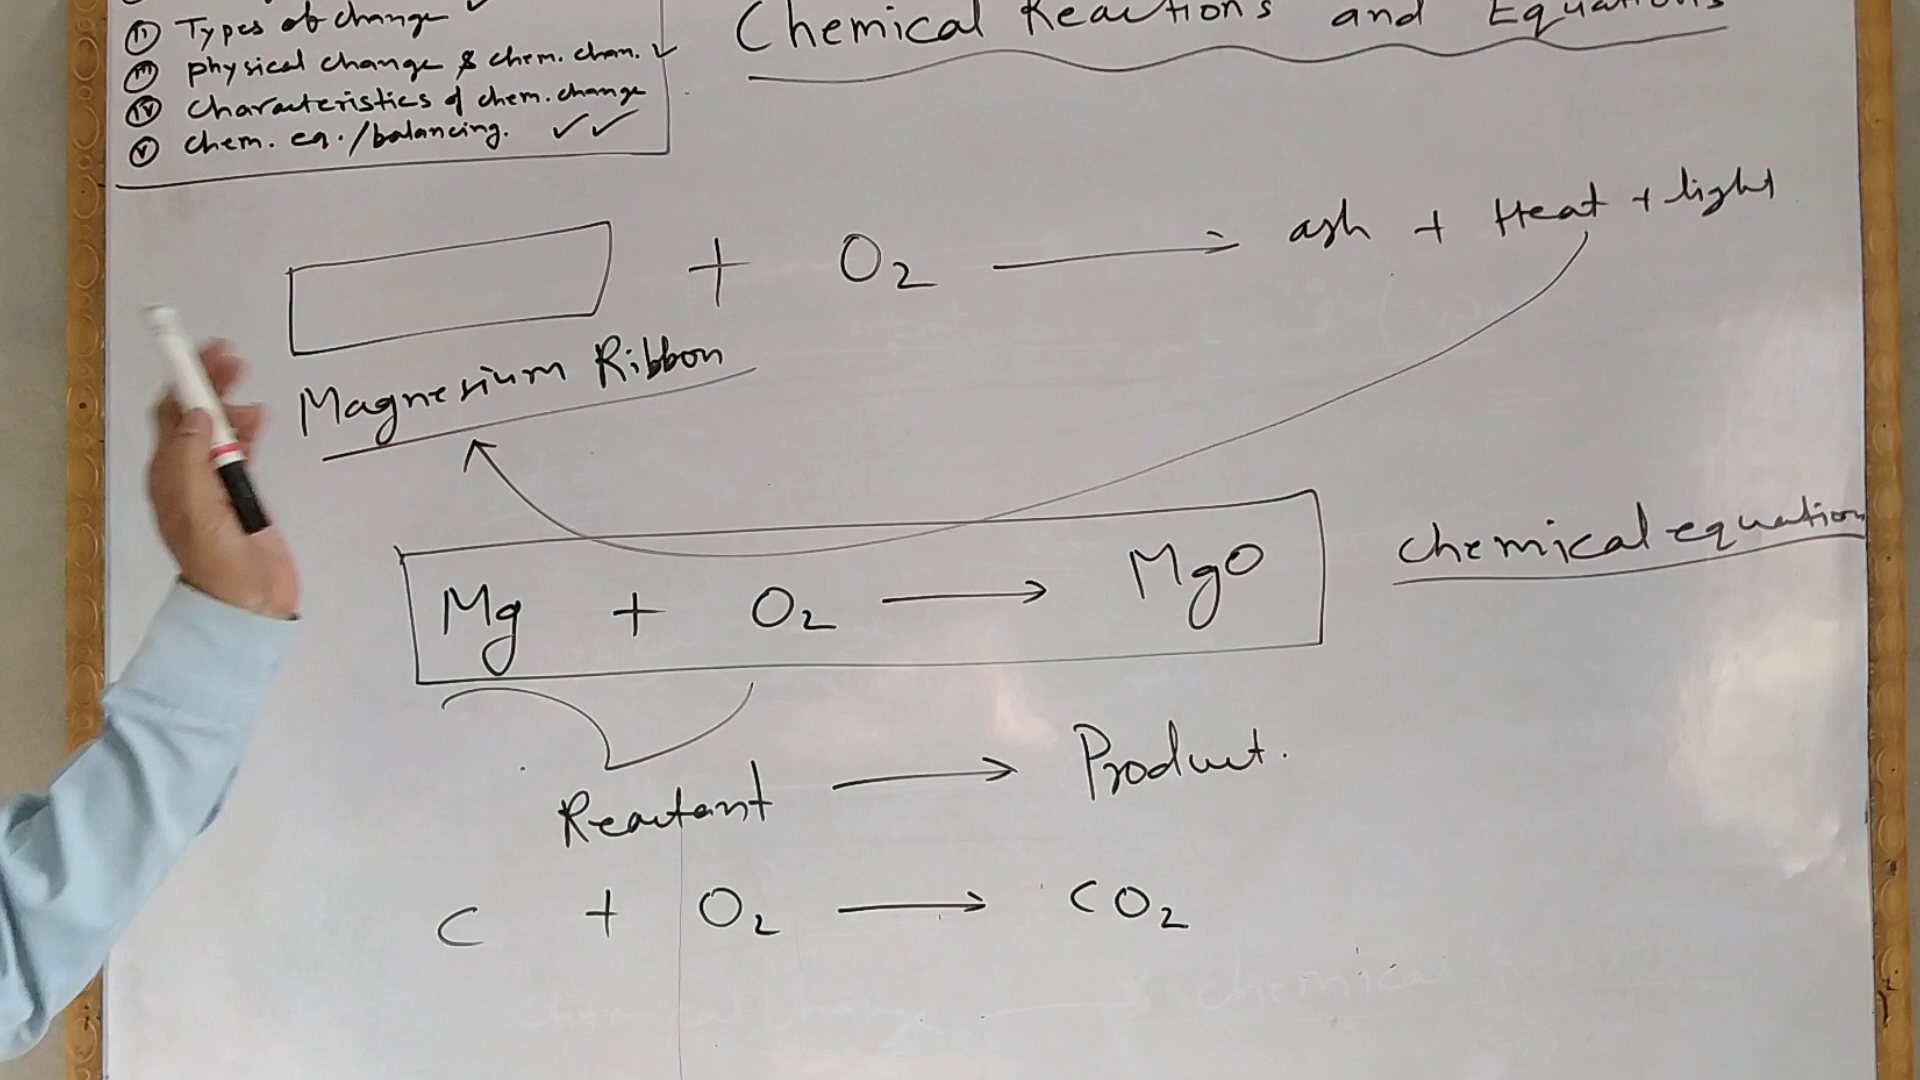 Chemical Reactions and Equations
(ii) Types of change ✓
(iii) physical change & chem. chan. ✓
(iv) characteristics of chem. change
(v) chem. eq. / balancing. ✓✓
+ O₂ → ash + Heat + light
Magnesium Ribbon
Mg + O₂ → MgO
chemical equation
Reactant → Product.
C + O₂ → CO₂